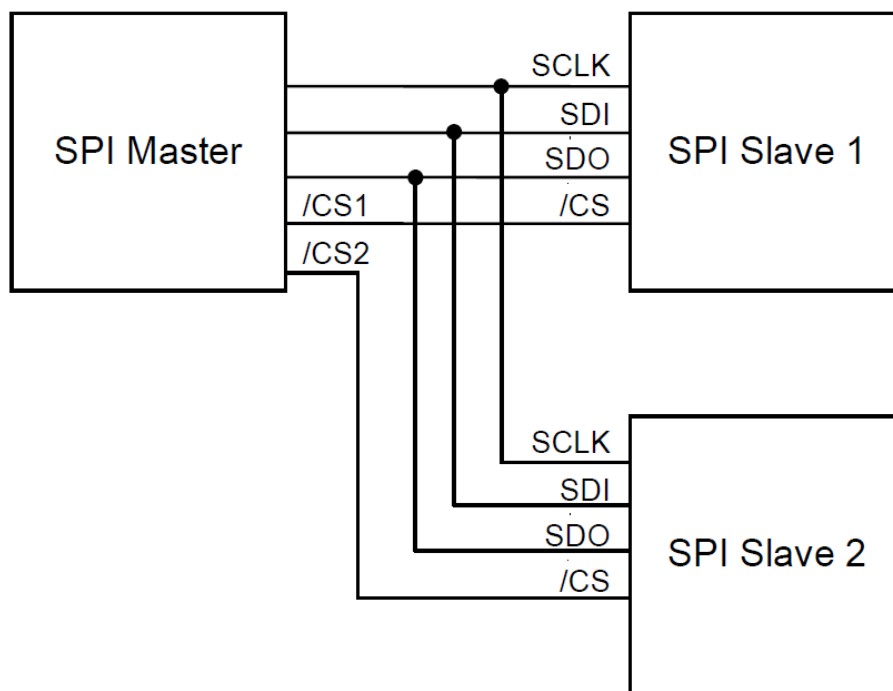 SCLK
SDI
SPI Master
SPI Slave 1
SDO
/CS1
/CS
/CS2
SCLK
SDI
SDO
SPI Slave 2
/CS